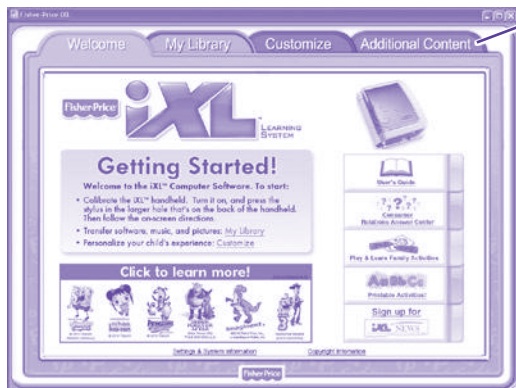 Fisher-Price iXL
Welcome
My Library
Customize
Additional Content
Fisher-Price
iXL
LEARNING
SYSTEM
Getting Started!
Welcome to the iXL™ Computer Software. To start:
• Calibrate the iXL™ handheld. Turn it on, and press the
stylus in the larger hole that's on the back of the handheld.
Then follow the on-screen directions.
• Transfer software, music, and pictures: My Library
• Personalize your child's experience: Customize
Click to learn more!
User's Guide
Consumer
Relations Answer Center
Play & Learn Family Activities
AaBbCc
Printable Activities!
Sign up for
iXL NEWS
Settings & System Information
Copyright Information
Fisher-Price